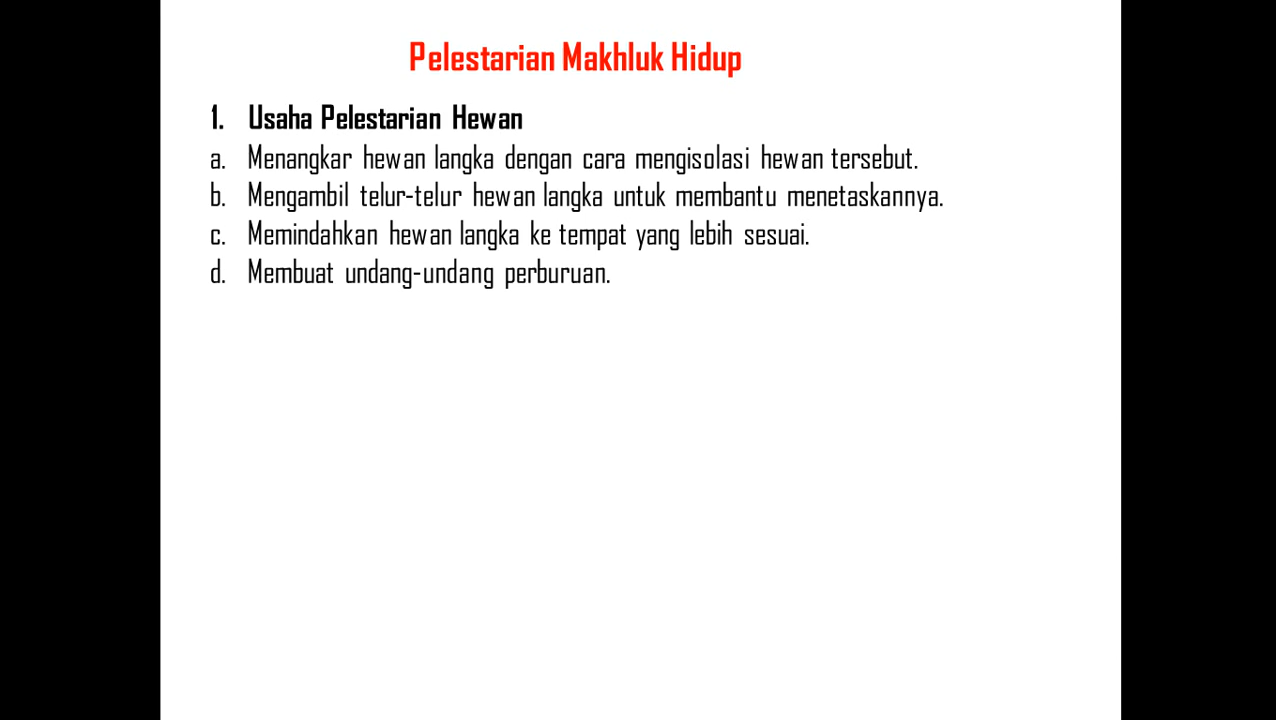 Pelestarian Makhluk Hidup
1. Usaha Pelestarian Hewan
a. Menangkar hewan langka dengan cara mengisolasi hewan tersebut.
b. Mengambil telur-telur hewan langka untuk membantu menetaskannya.
c. Memindahkan hewan langka ke tempat yang lebih sesuai.
d. Membuat undang-undang perburuan.